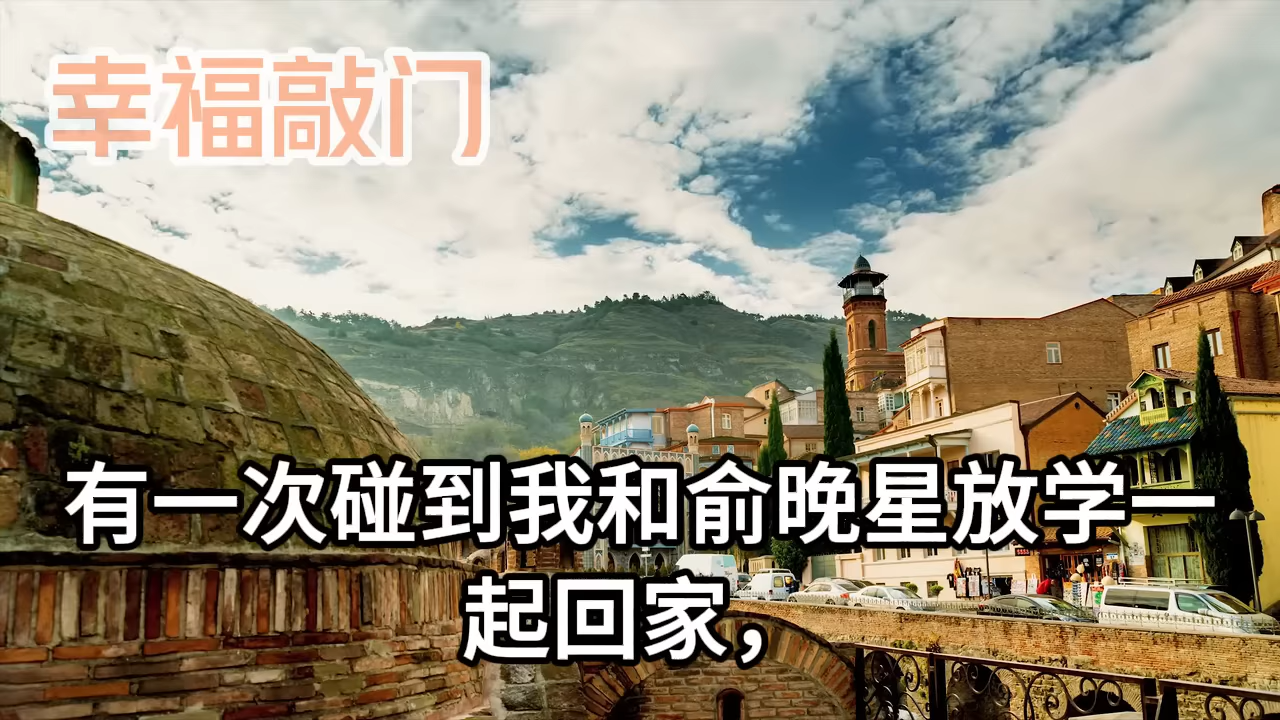 幸福敲门
有一次碰到我和俞晚星放学一
起回家，